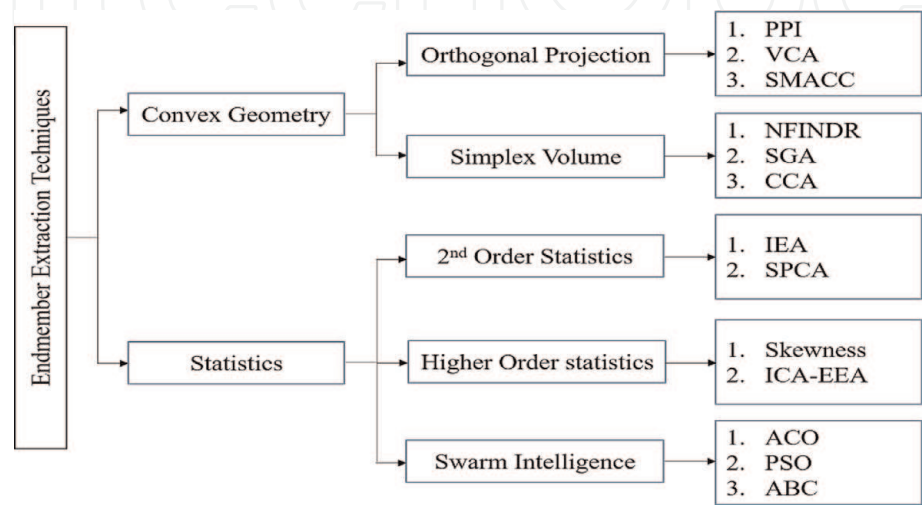 Endmember Extraction Techniques
Convex Geometry
Orthogonal Projection
1. PPI
2. VCA
3. SMACC
Simplex Volume
1. NFINDR
2. SGA
3. CCA
Statistics
2nd Order Statistics
1. IEA
2. SPCA
Higher Order statistics
1. Skewness
2. ICA-EEA
Swarm Intelligence
1. ACO
2. PSO
3. ABC